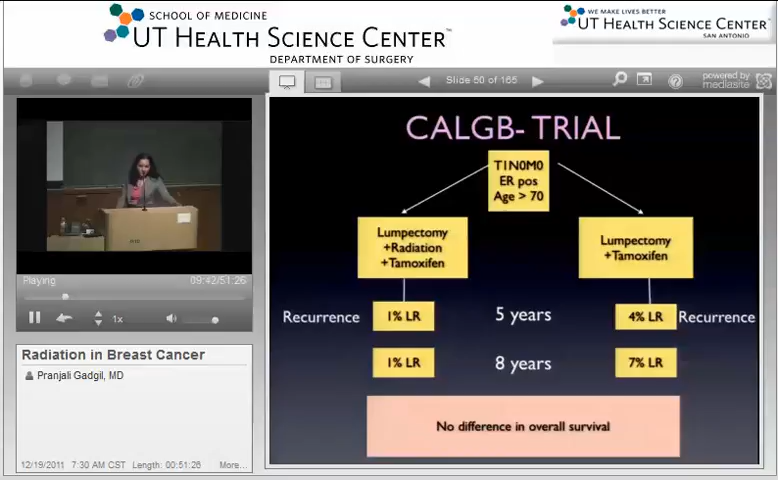 SCHOOL OF MEDICINE
UT HEALTH SCIENCE CENTER™
DEPARTMENT OF SURGERY
WE MAKE LIVES BETTER
UT HEALTH SCIENCE CENTER™
SAN ANTONIO
Slide 50 of 165
powered by
mediasite
Playing
09:42/51:26
1x
Radiation in Breast Cancer
Pranjali Gadgil, MD
12/19/2011 7:30 AM CST Length: 00:51:26 More...
CALGB- TRIAL
T1N0M0
ER pos
Age > 70
Lumpectomy
+Radiation
+Tamoxifen
Lumpectomy
+Tamoxifen
Recurrence 1% LR 5 years 4% LR Recurrence
1% LR 8 years 7% LR
No difference in overall survival